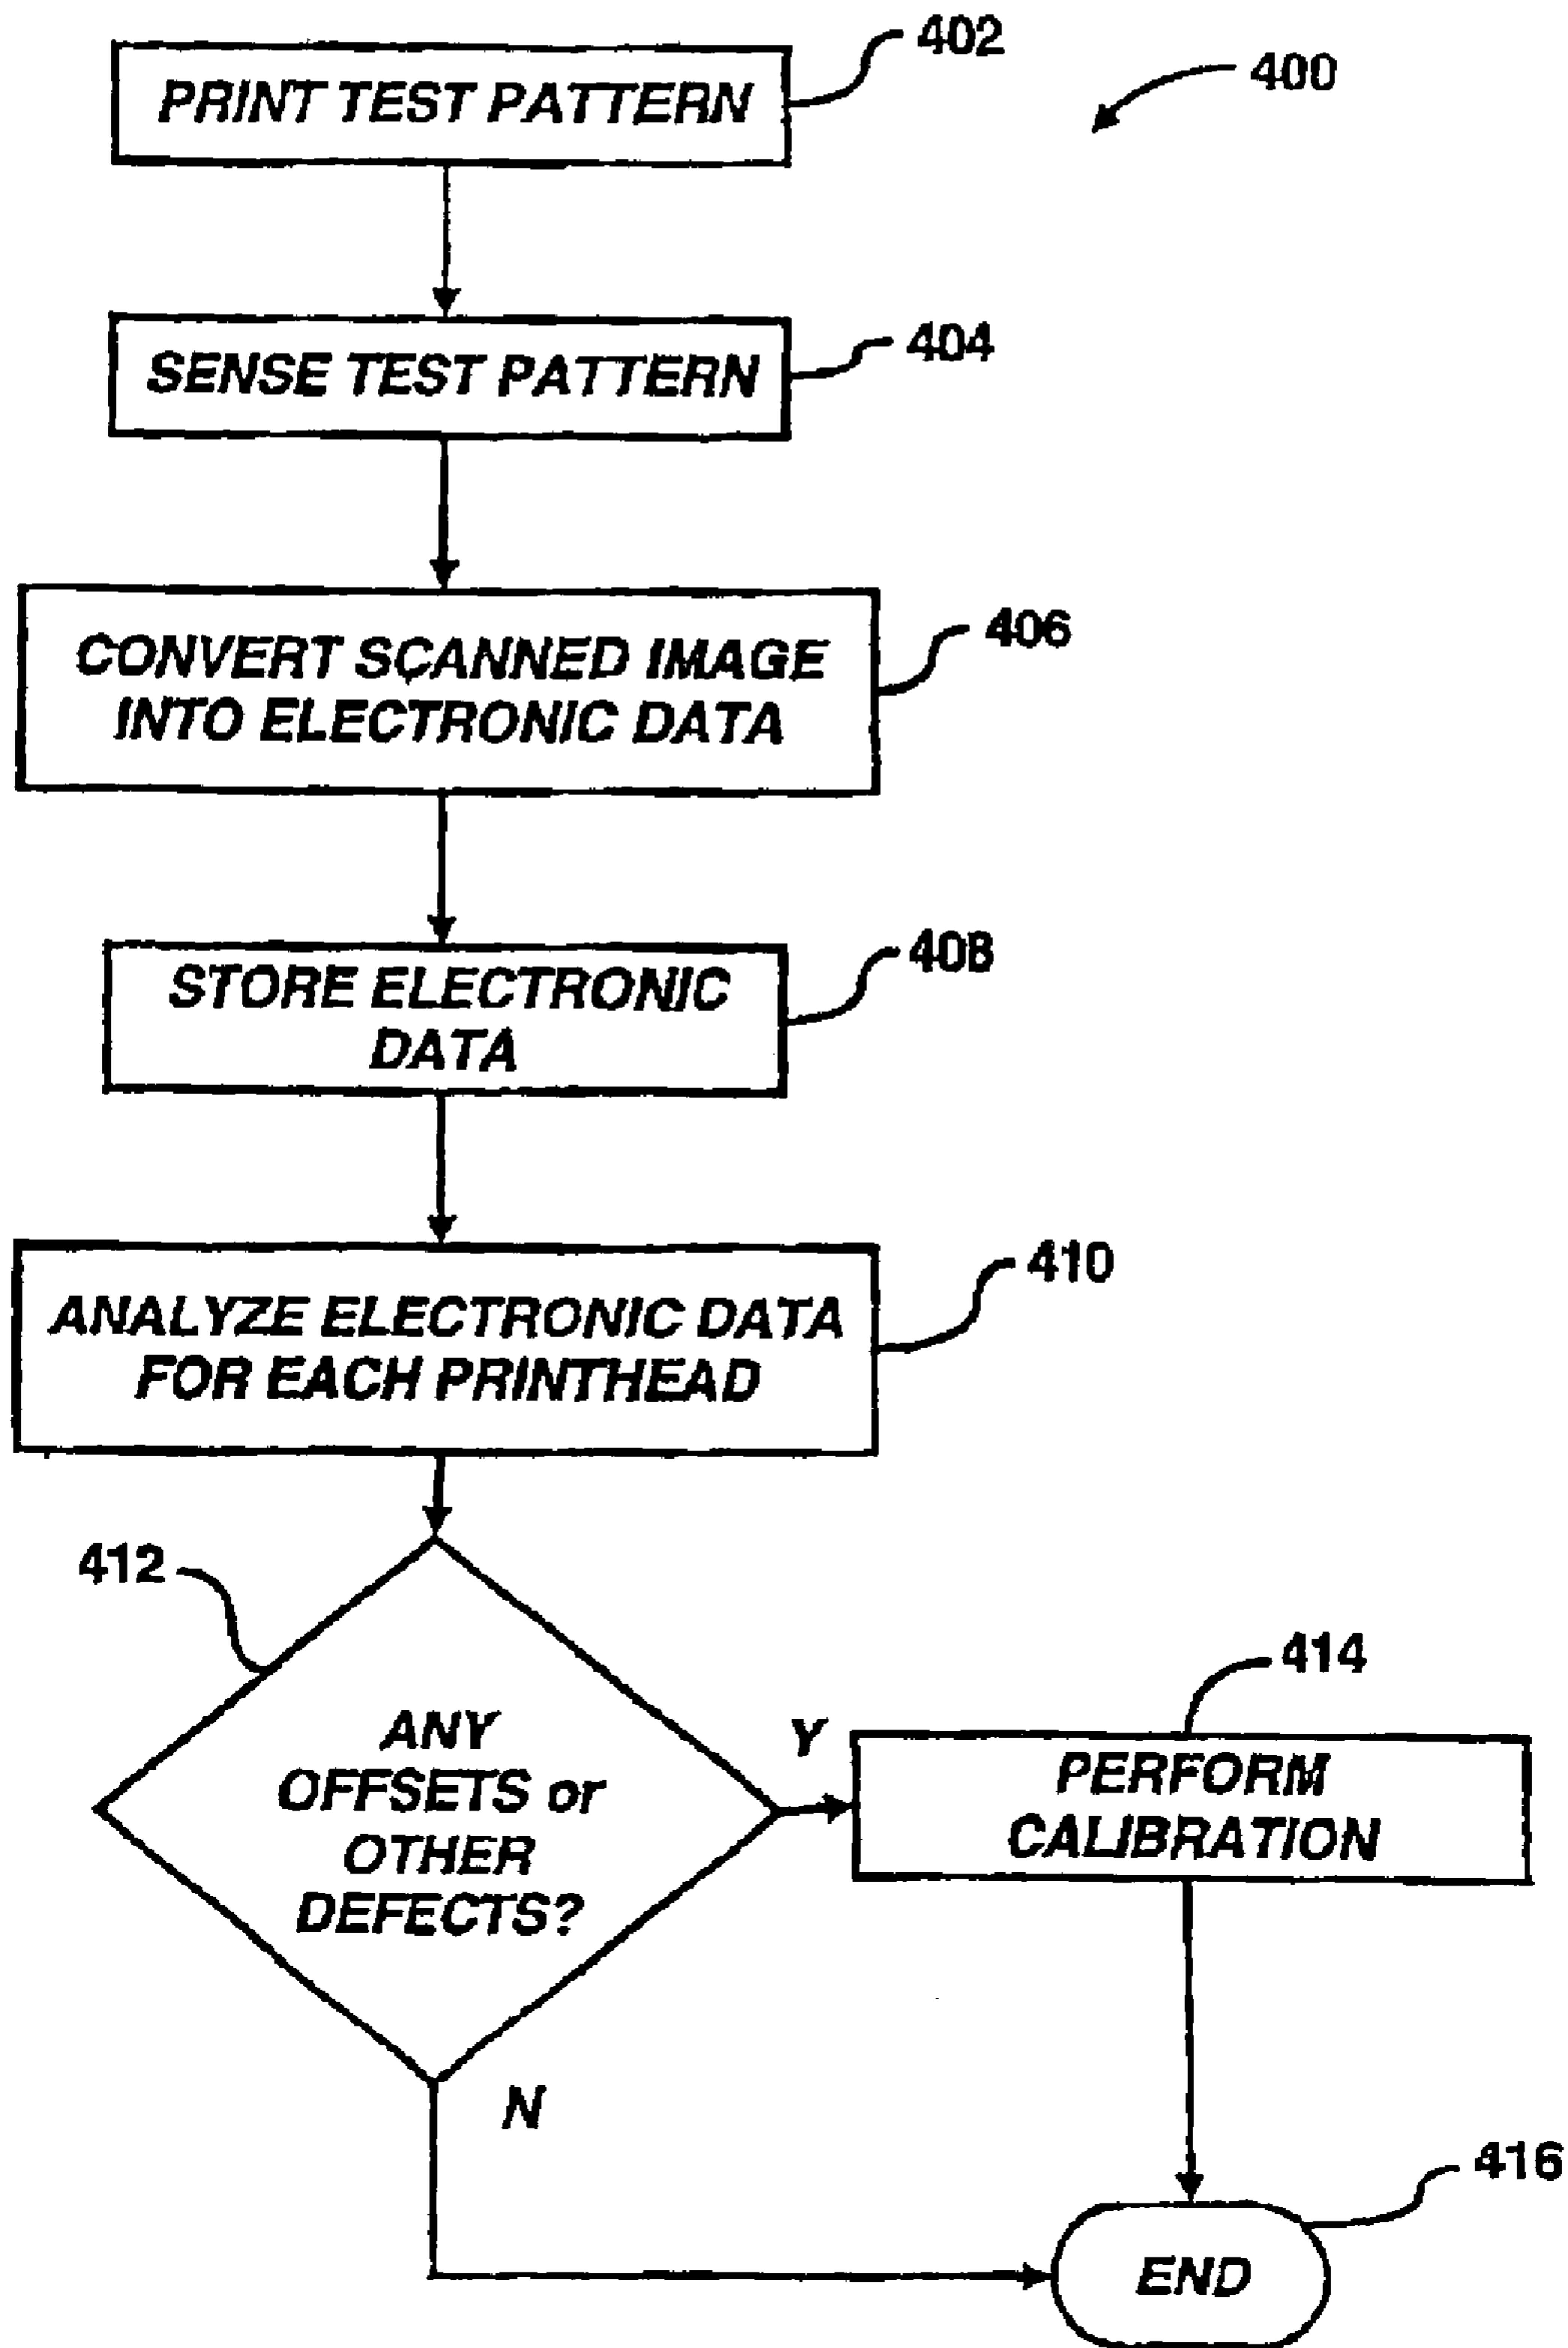 402
400
PRINT TEST PATTERN
404
SENSE TEST PATTERN
406
CONVERT SCANNED IMAGE
INTO ELECTRONIC DATA
408
STORE ELECTRONIC
DATA
410
ANALYZE ELECTRONIC DATA
FOR EACH PRINTHEAD
412
ANY
OFFSETS or
OTHER
DEFECTS?
Y
414
PERFORM
CALIBRATION
N
416
END